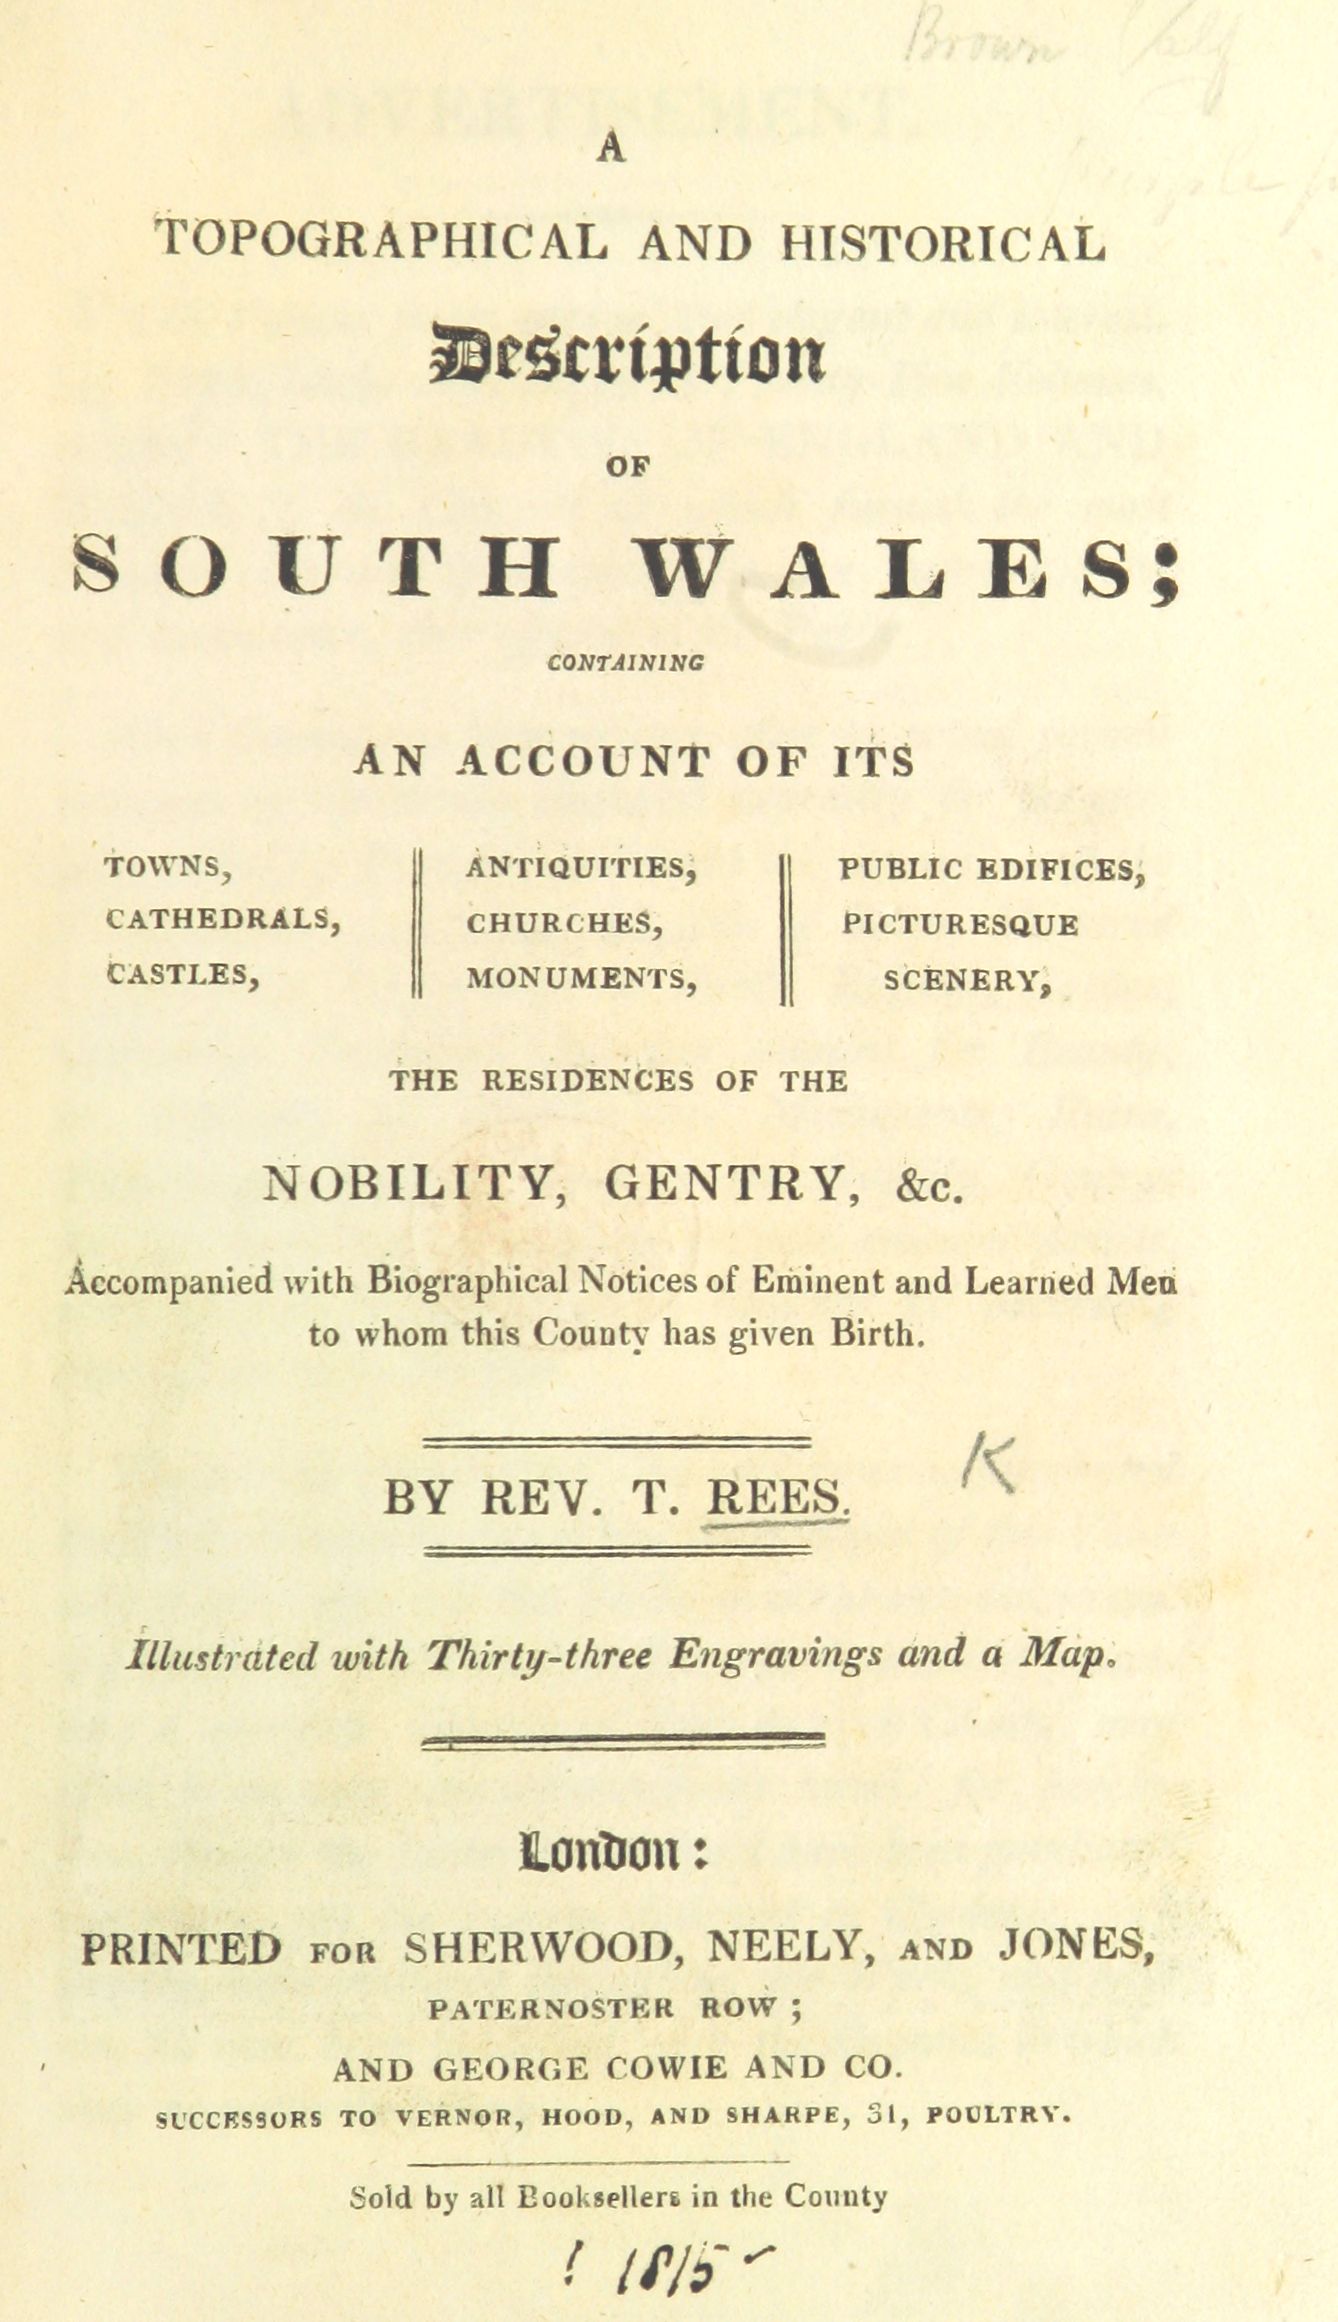 Brown
A
TOPOGRAPHICAL AND HISTORICAL
Description
OF
SOUTH WALES;
CONTAINING
AN ACCOUNT OF ITS
TOWNS,
CATHEDRALS,
CASTLES,
ANTIQUITIES,
CHURCHES,
MONUMENTS,
PUBLIC EDIFICES,
PICTURESQUE
SCENERY,
THE RESIDENCES OF THE
NOBILITY, GENTRY, &c.
Accompanied with Biographical Notices of Eminent and Learned Men
to whom this County has given Birth.
K
BY REV. T. REES.
Illustrated with Thirty-three Engravings and a Map.
London:
PRINTED FOR SHERWOOD, NEELY, AND JONES,
PATERNOSTER ROW;
AND GEORGE COWIE AND CO.
SUCCESSORS TO VERNOR, HOOD, AND SHARPE, 31, POULTRY.
Sold by all Booksellers in the County
! 1815